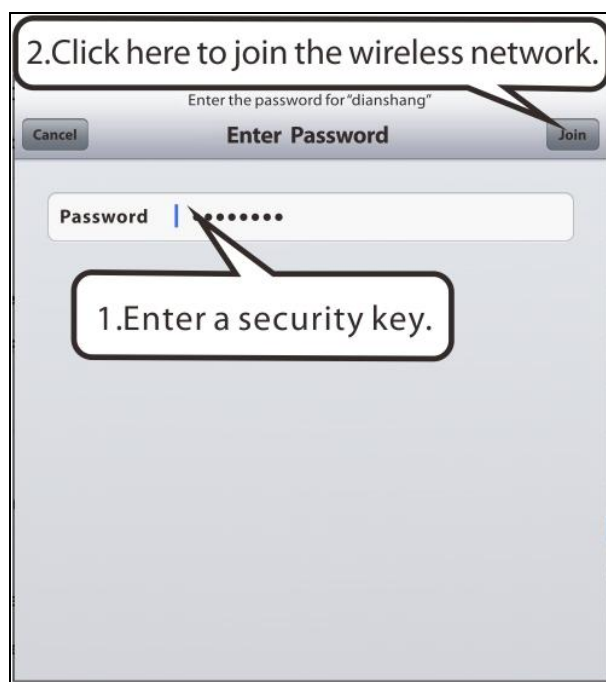 2.Click here to join the wireless network.
Enter the password for "dianshang"
Cancel Enter Password Join
Password ••••••••
1.Enter a security key.